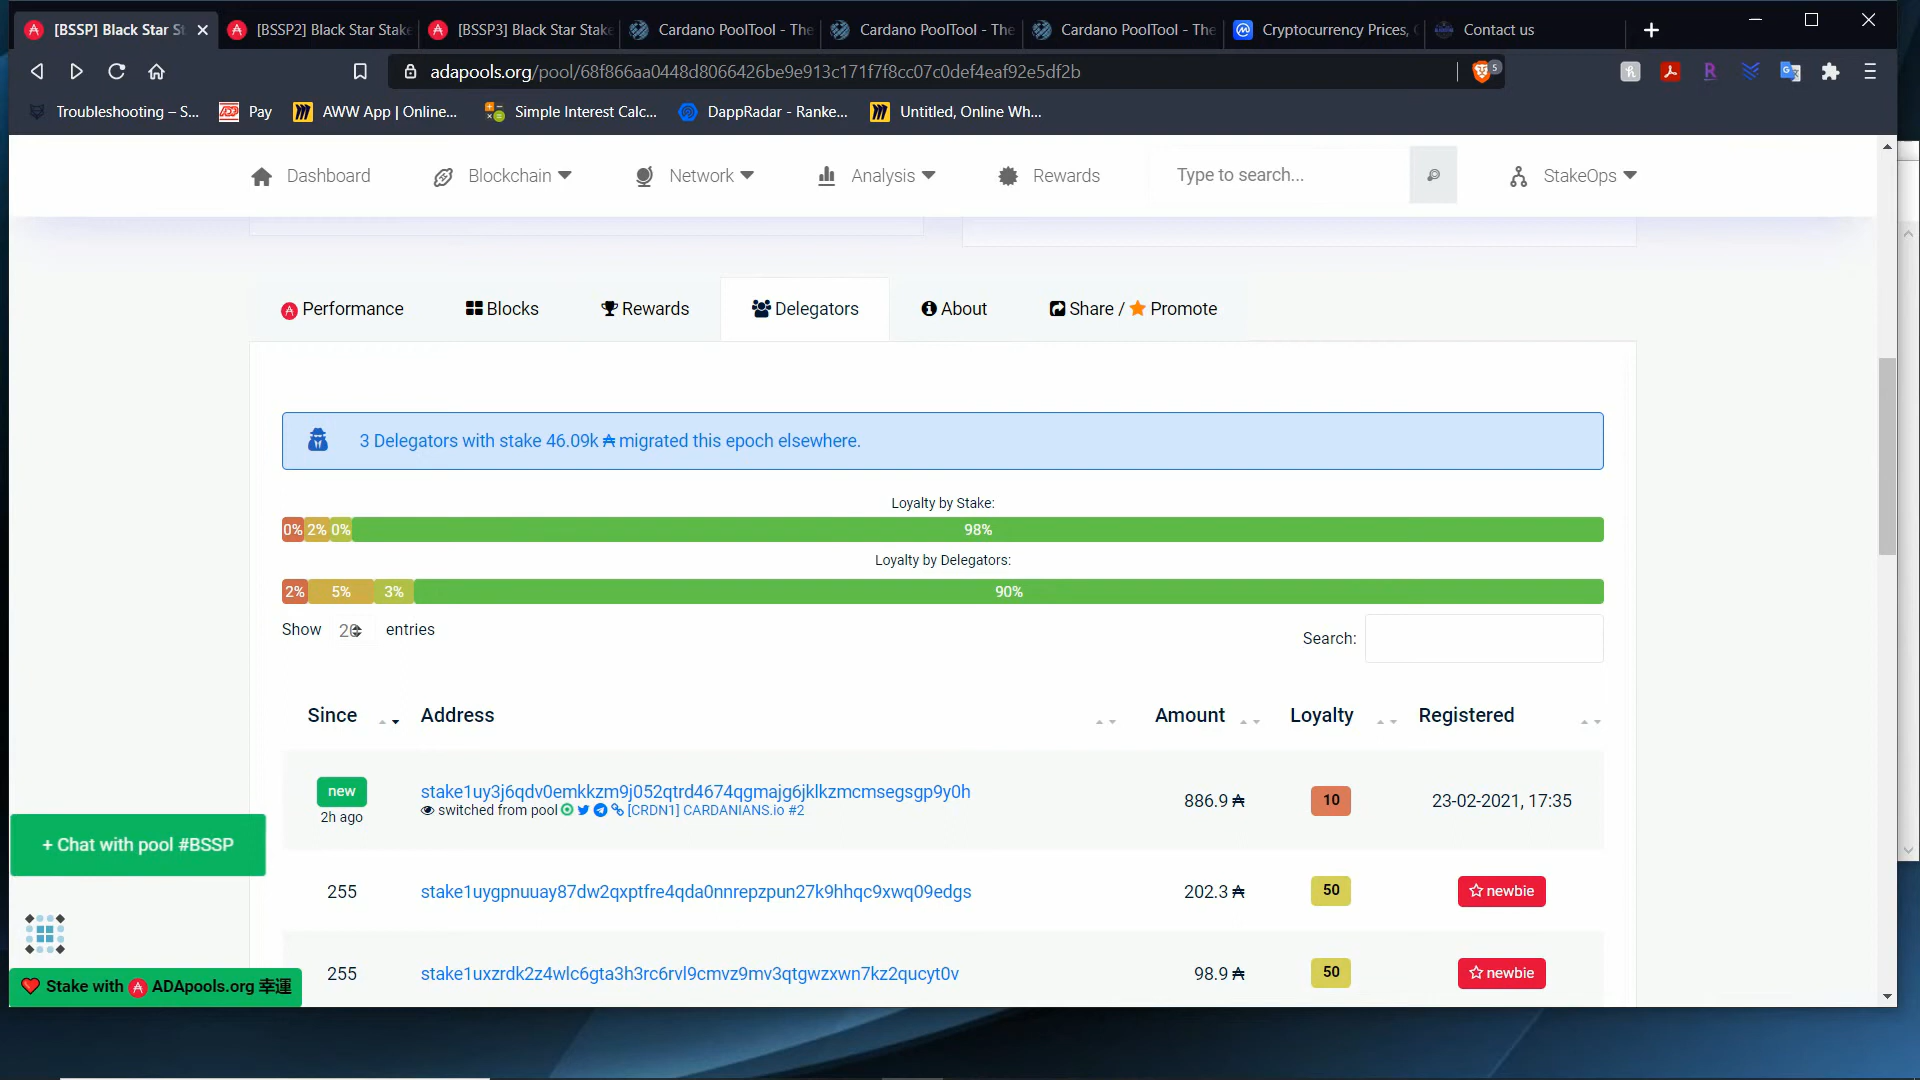 [BSSP] Black Star St
[BSSP2] Black Star Stake
[BSSP3] Black Star Stake
Cardano PoolTool - The
Cardano PoolTool - The
Cardano PoolTool - The
Cryptocurrency Prices, C
Contact us
adapools.org/pool/68f866aa0448d8066426be9e913c171f7f8cc07c0def4eaf92e5df2b
5
Troubleshooting – S...
Pay
AWW App | Online...
Simple Interest Calc...
DappRadar - Ranke...
Untitled, Online Wh...
Dashboard
Blockchain
Network
Analysis
Rewards
Type to search...
StakeOps
Performance
Blocks
Rewards
Delegators
About
Share / Promote
3 Delegators with stake 46.09k ₳ migrated this epoch elsewhere.
Loyalty by Stake:
0% 2% 0% 98%
Loyalty by Delegators:
2% 5% 3% 90%
Show 20 entries
Search:
Since Address Amount Loyalty Registered
new
2h ago
stake1uy3j6qdv0emkkzm9j052qtrd4674qgmajg6jklkzmcmsegsgp9y0h
switched from pool [CRDN1] CARDANIANS.io #2
886.9 ₳
10
23-02-2021, 17:35
255 stake1uygpnuuay87dw2qxptfre4qda0nnrepzpun27k9hhqc9xwq09edgs 202.3 ₳ 50 newbie
255 stake1uxzrdk2z4wlc6gta3h3rc6rvl9cmvz9mv3qtgwzxwn7kz2qucyt0v 98.9 ₳ 50 newbie
+ Chat with pool #BSSP
Stake with ADApools.org 幸運